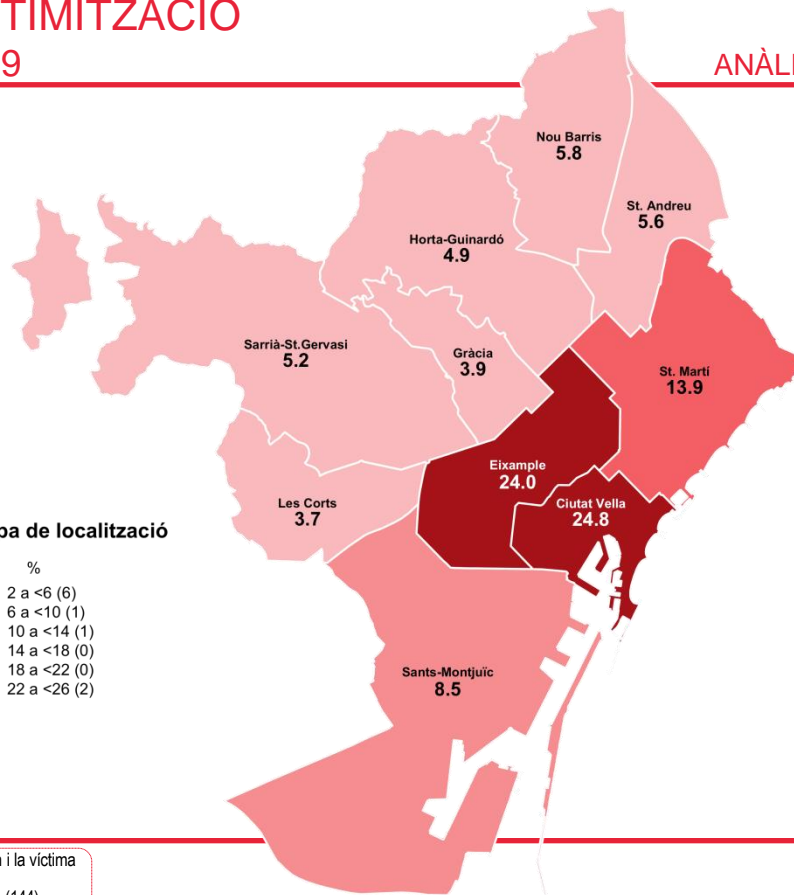 TIMITZACIÓ
9
ANÀL
Nou Barris
5.8
St. Andreu
5.6
Horta-Guinardó
4.9
Sarrià-St.Gervasi
5.2
Gràcia
3.9
St. Martí
13.9
Eixample
24.0
Ciutat Vella
24.8
Les Corts
3.7
pa de localització
%
2 a <6 (6)
6 a <10 (1)
10 a <14 (1)
14 a <18 (0)
18 a <22 (0)
22 a <26 (2)
Sants-Montjuïc
8.5
i la víctima